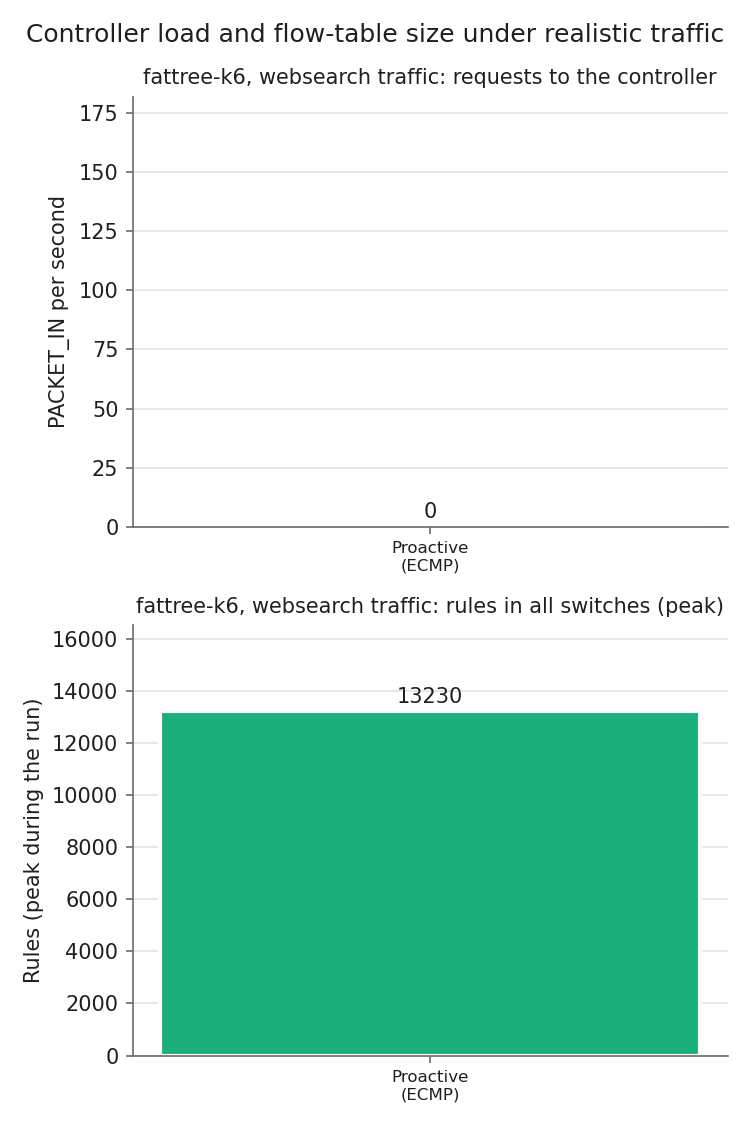 Controller load and flow-table size under realistic traffic
fattree-k6, websearch traffic: requests to the controller
175
150
125
100
75
50
25
0
PACKET_IN per second
0
Proactive
(ECMP)
fattree-k6, websearch traffic: rules in all switches (peak)
16000
14000
12000
10000
8000
6000
4000
2000
0
Rules (peak during the run)
13230
Proactive
(ECMP)